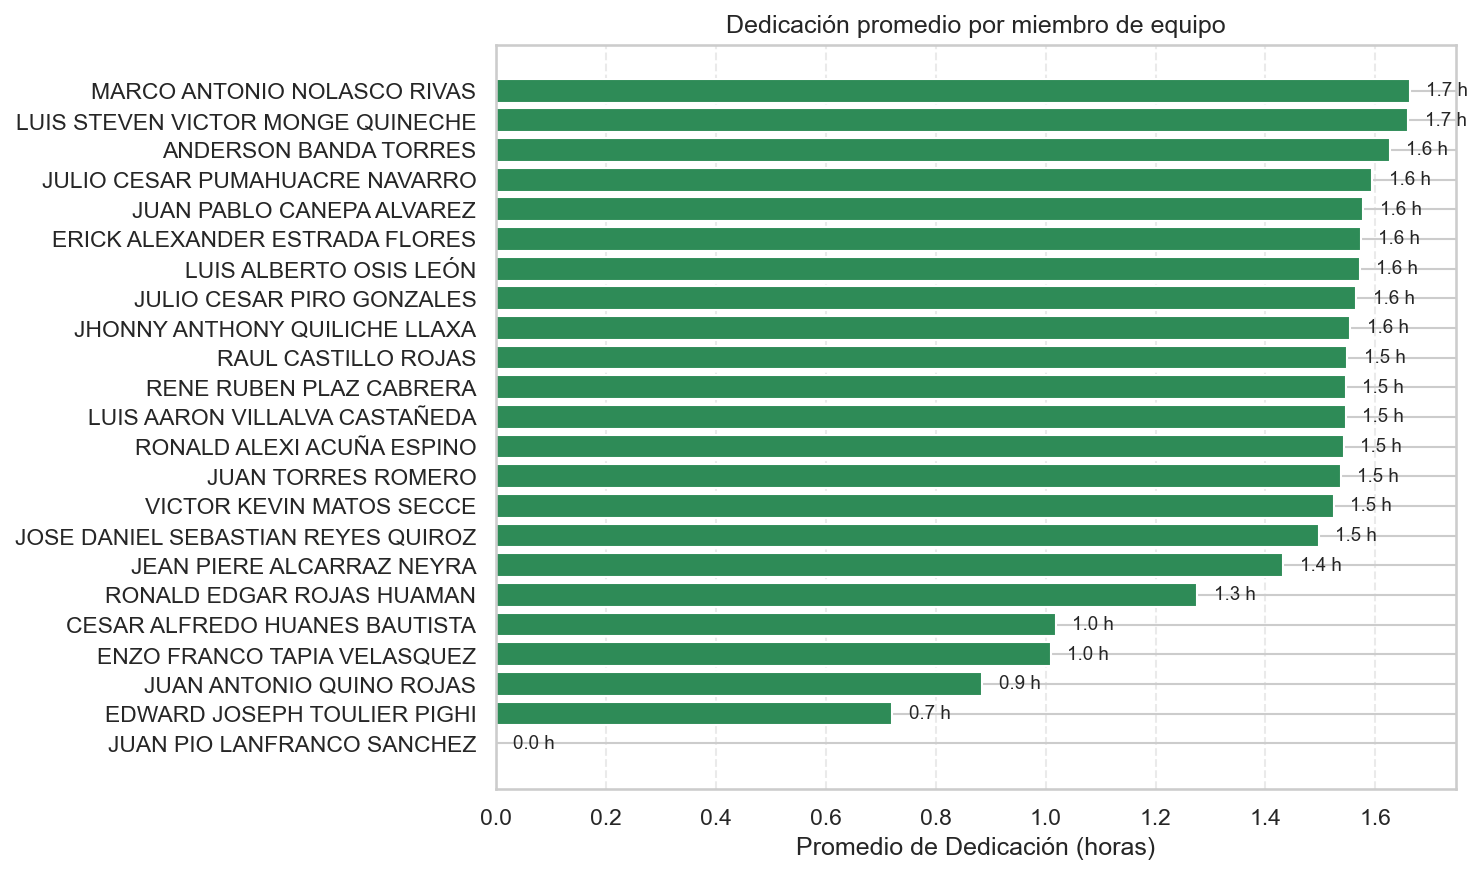 Dedicación promedio por miembro de equipo
MARCO ANTONIO NOLASCO RIVAS 1.7 h
LUIS STEVEN VICTOR MONGE QUINECHE 1.7 h
ANDERSON BANDA TORRES 1.6 h
JULIO CESAR PUMAHUACRE NAVARRO 1.6 h
JUAN PABLO CANEPA ALVAREZ 1.6 h
ERICK ALEXANDER ESTRADA FLORES 1.6 h
LUIS ALBERTO OSIS LEÓN 1.6 h
JULIO CESAR PIRO GONZALES 1.6 h
JHONNY ANTHONY QUILICHE LLAXA 1.6 h
RAUL CASTILLO ROJAS 1.5 h
RENE RUBEN PLAZ CABRERA 1.5 h
LUIS AARON VILLALVA CASTAÑEDA 1.5 h
RONALD ALEXI ACUÑA ESPINO 1.5 h
JUAN TORRES ROMERO 1.5 h
VICTOR KEVIN MATOS SECCE 1.5 h
JOSE DANIEL SEBASTIAN REYES QUIROZ 1.5 h
JEAN PIERE ALCARRAZ NEYRA 1.4 h
RONALD EDGAR ROJAS HUAMAN 1.3 h
CESAR ALFREDO HUANES BAUTISTA 1.0 h
ENZO FRANCO TAPIA VELASQUEZ 1.0 h
JUAN ANTONIO QUINO ROJAS 0.9 h
EDWARD JOSEPH TOULIER PIGHI 0.7 h
JUAN PIO LANFRANCO SANCHEZ 0.0 h
0.0 0.2 0.4 0.6 0.8 1.0 1.2 1.4 1.6
Promedio de Dedicación (horas)